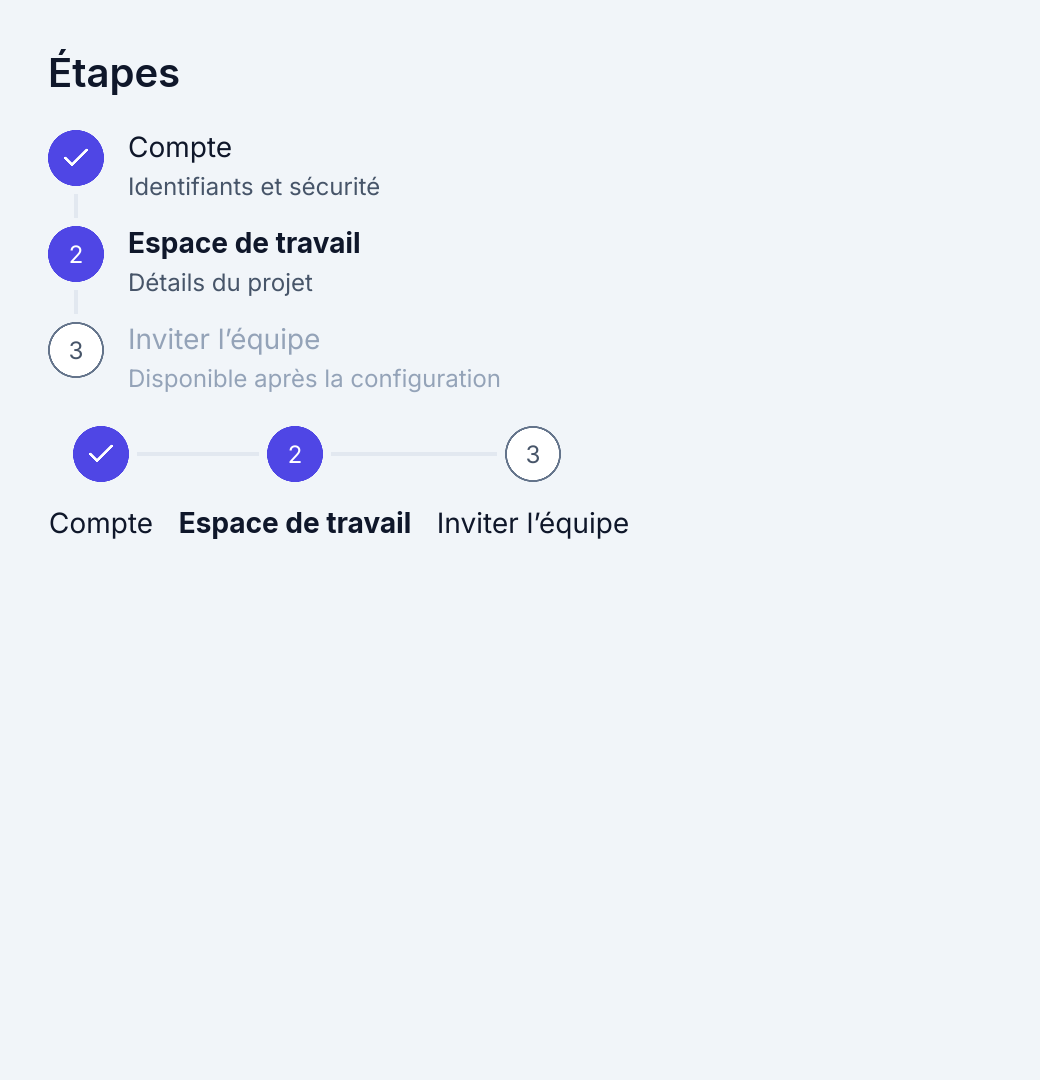 Étapes
Compte
Identifiants et sécurité
2
Espace de travail
Détails du projet
3
Inviter l’équipe
Disponible après la configuration
2
3
Compte
Espace de travail
Inviter l’équipe